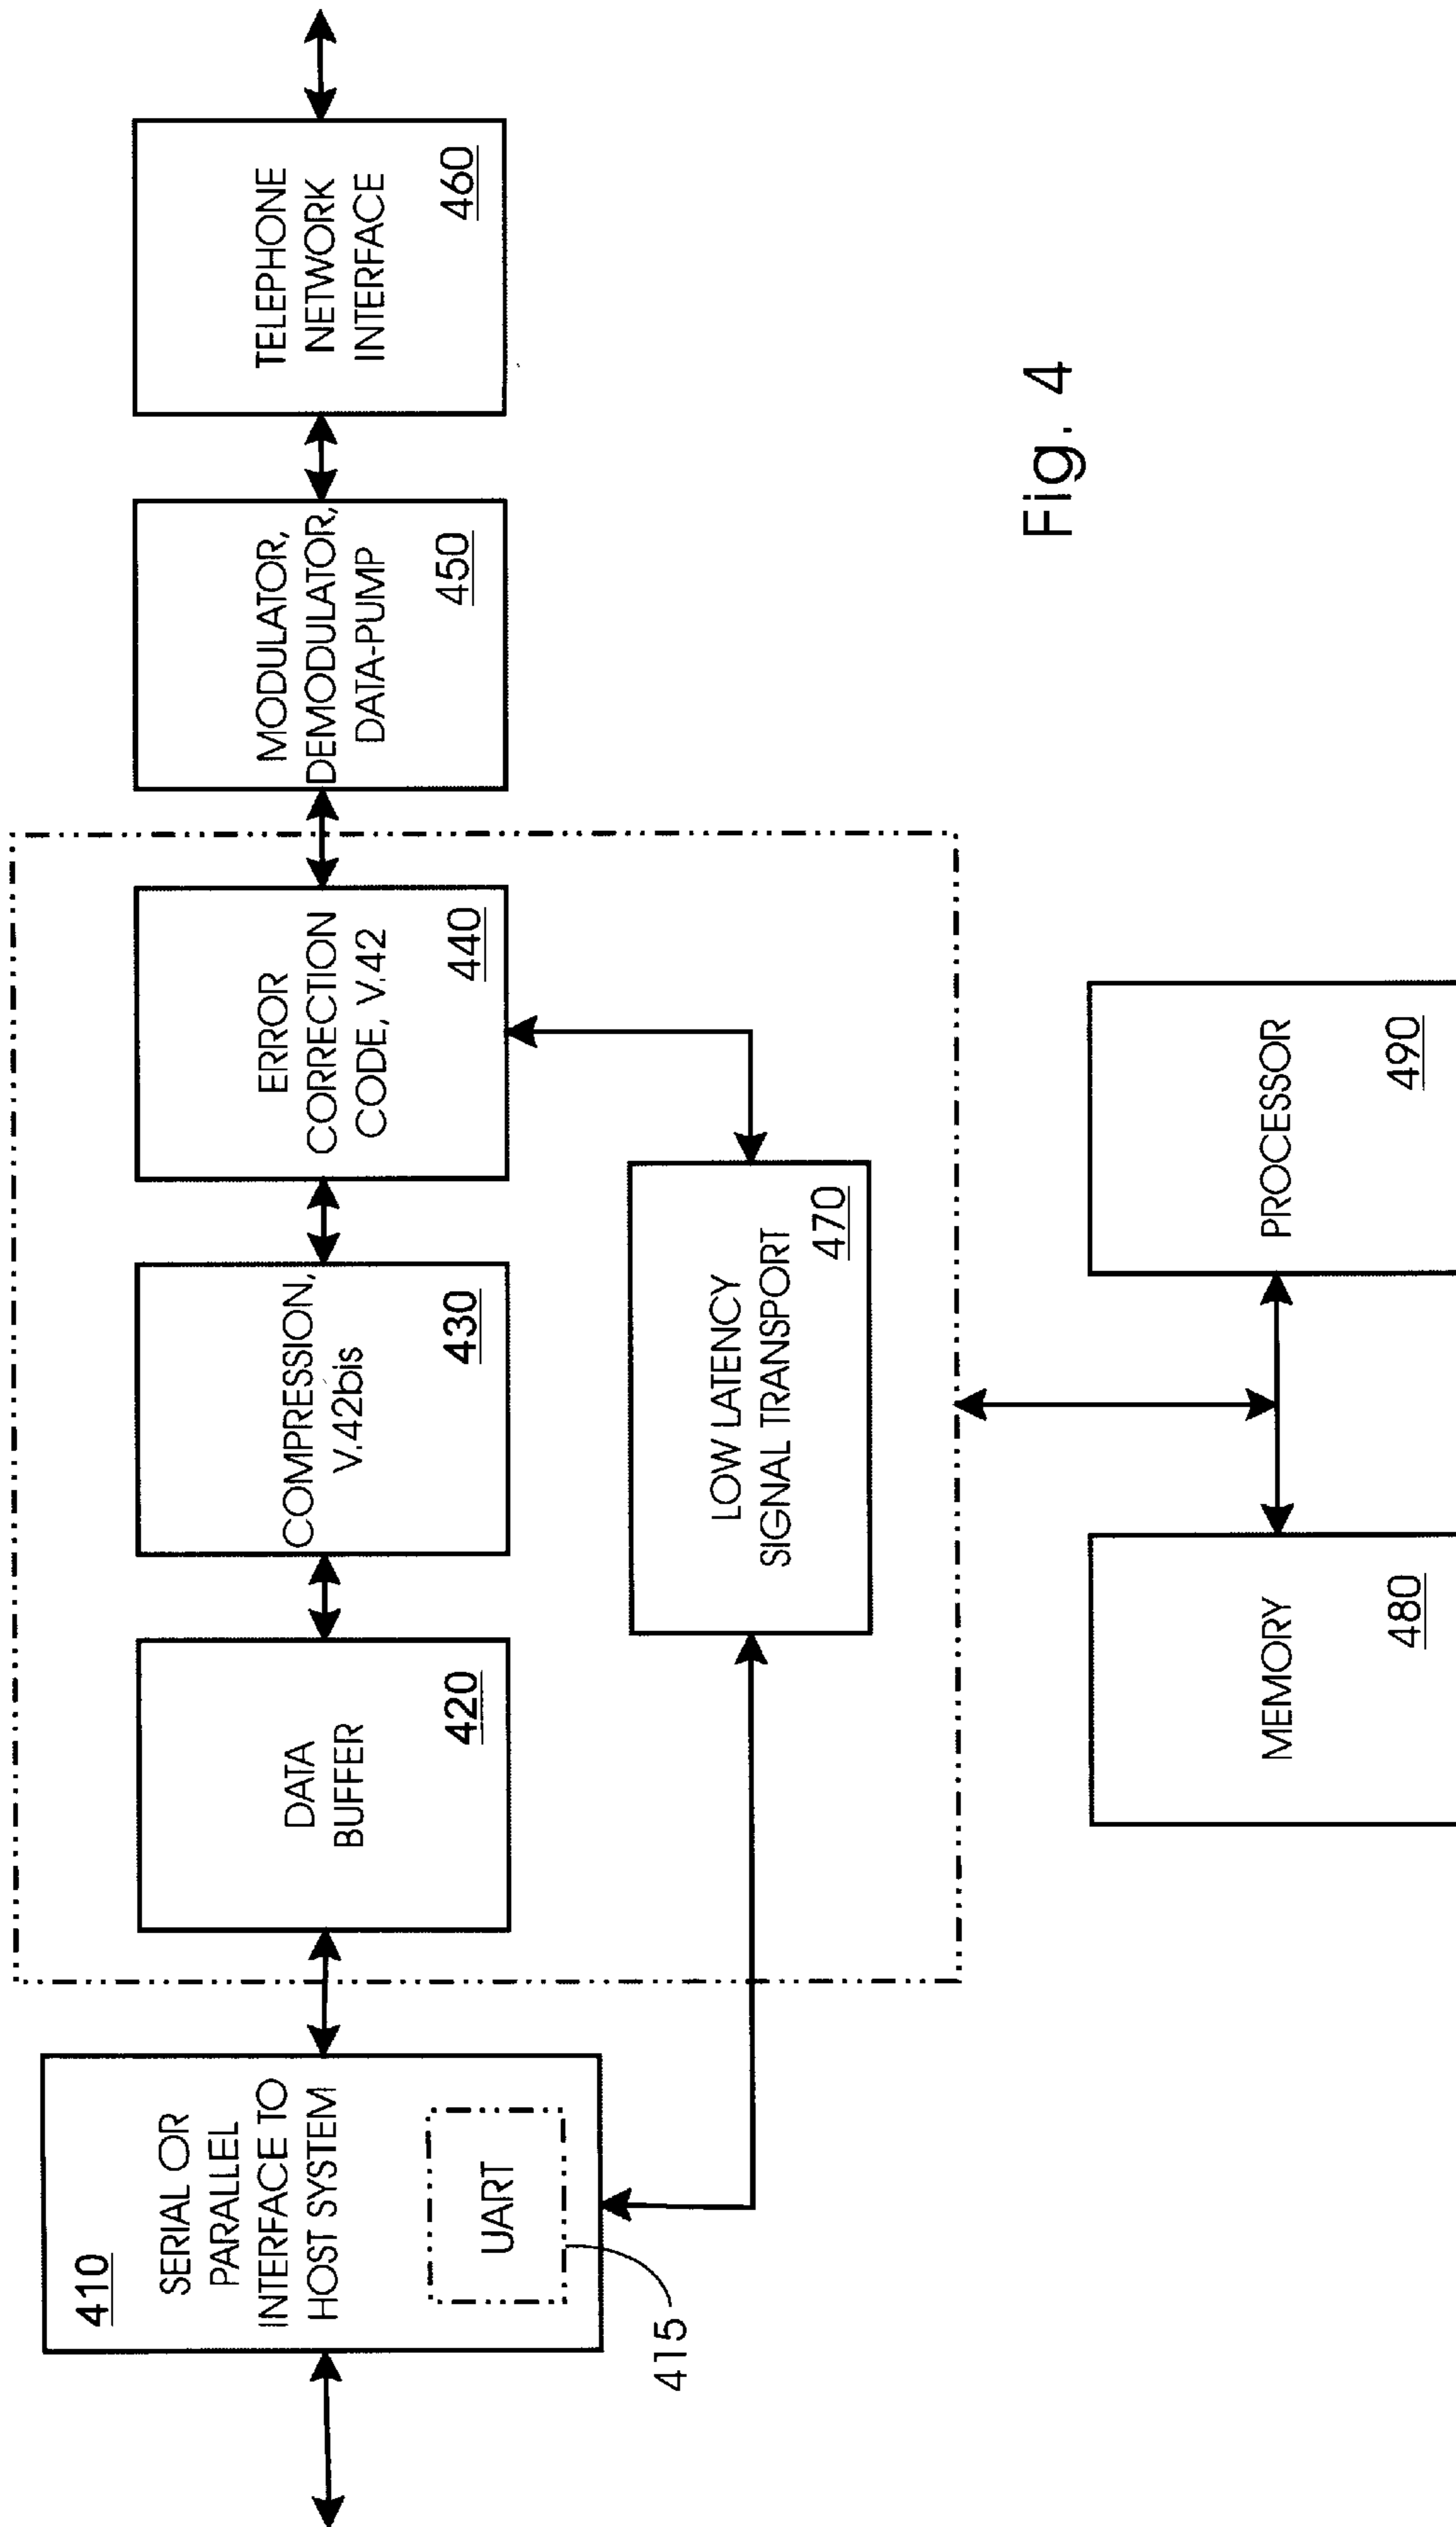 410
SERIAL OR
PARALLEL
INTERFACE TO
HOST SYSTEM
UART
415
DATA
BUFFER
420
COMPRESSION,
V.42bis
430
ERROR
CORRECTION
CODE, V.42
440
MODULATOR,
DEMODULATOR,
DATA-PUMP
450
TELEPHONE
NETWORK
INTERFACE
460
LOW LATENCY
SIGNAL TRANSPORT
470
MEMORY
480
PROCESSOR
490
Fig. 4